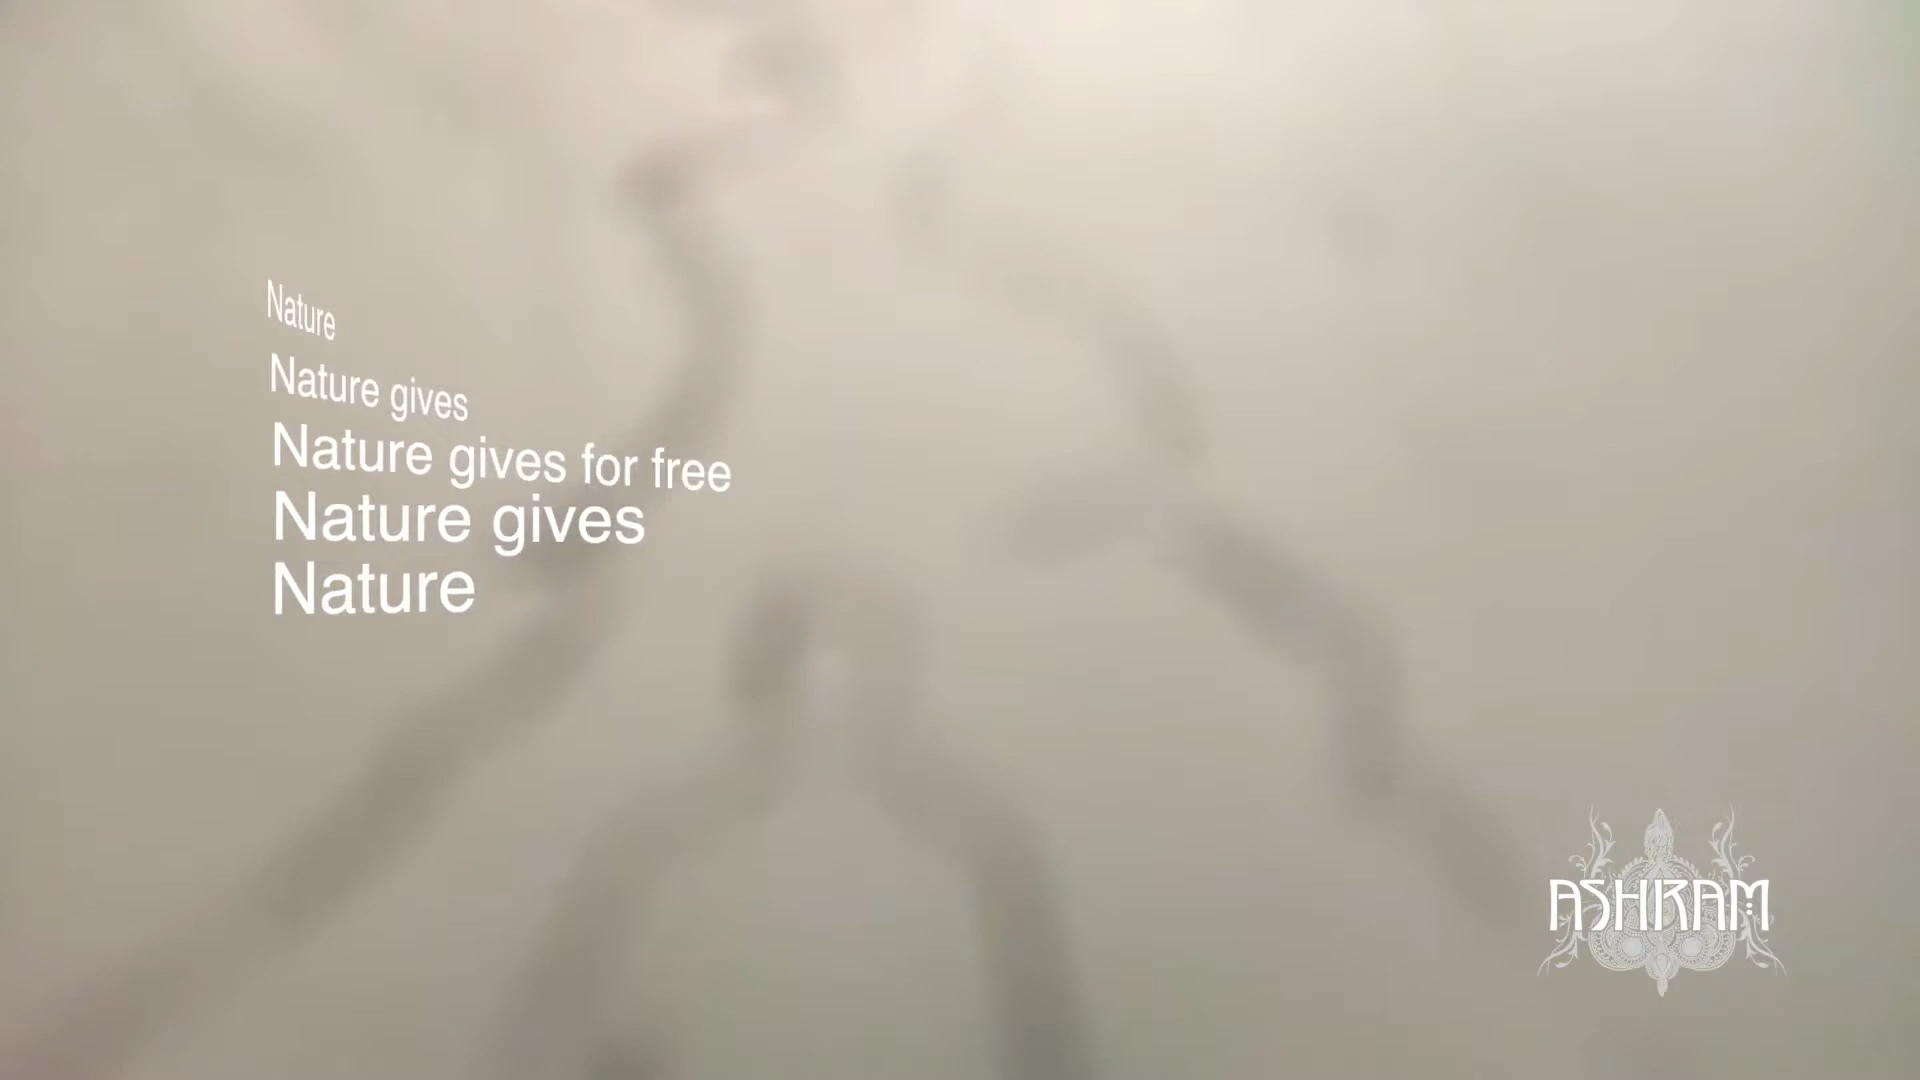 Nature
Nature gives
Nature gives for free
Nature gives
Nature
ASHRAM